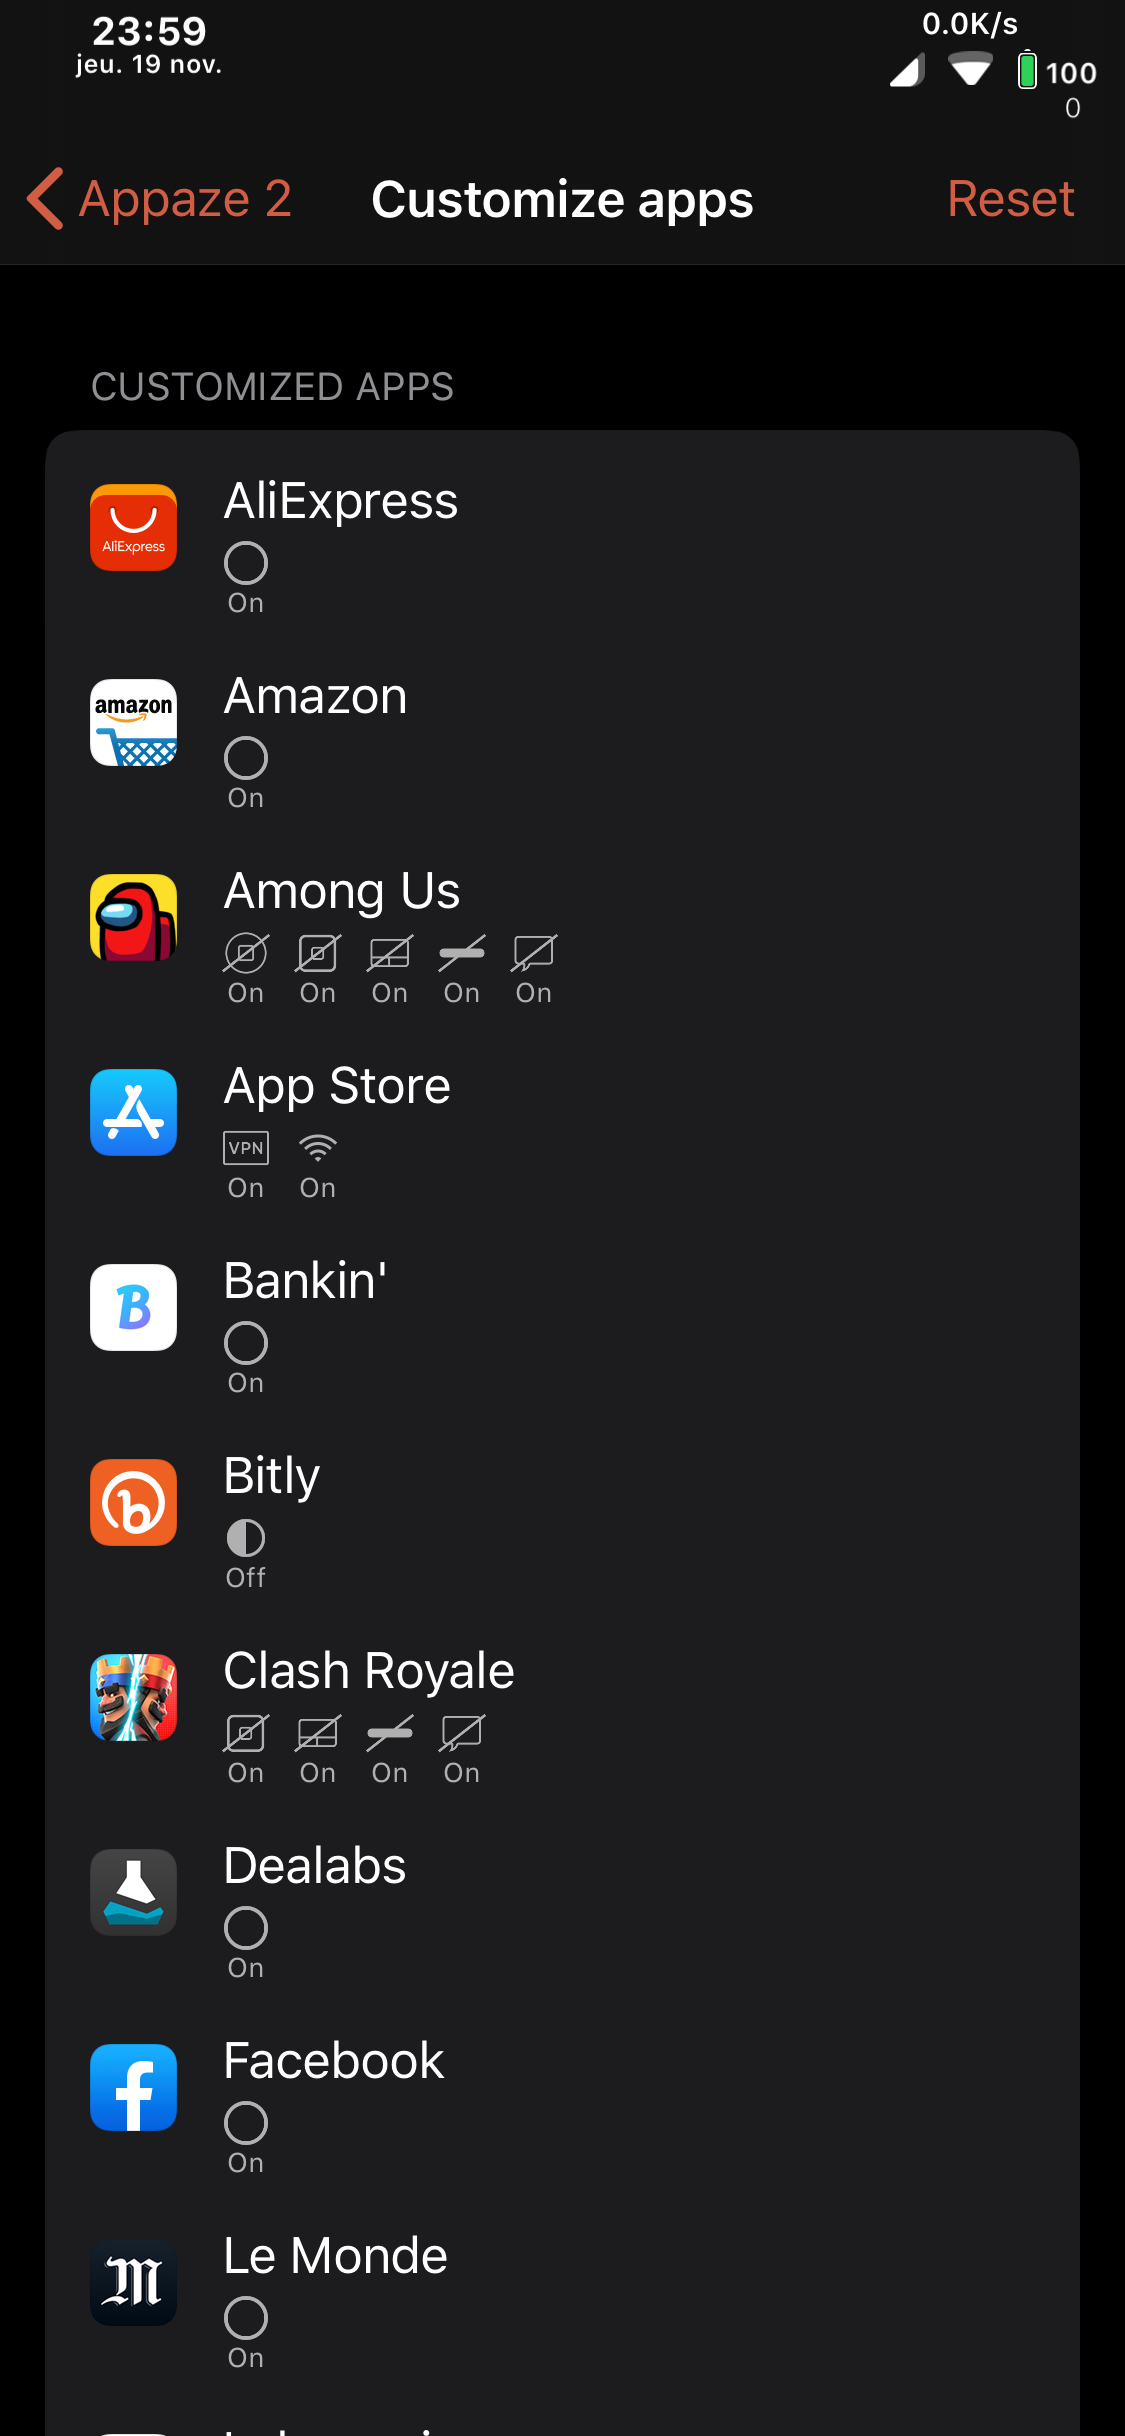 23:59
jeu. 19 nov.
0.0K/s
100
0
Appaze 2
Customize apps
Reset
CUSTOMIZED APPS
AliExpress
AliExpress
On
amazon
Amazon
On
Among Us
On On On On On
App Store
VPN
On On
B
Bankin'
On
b
Bitly
Off
Clash Royale
On On On On
Dealabs
On
f
Facebook
On
M
Le Monde
On